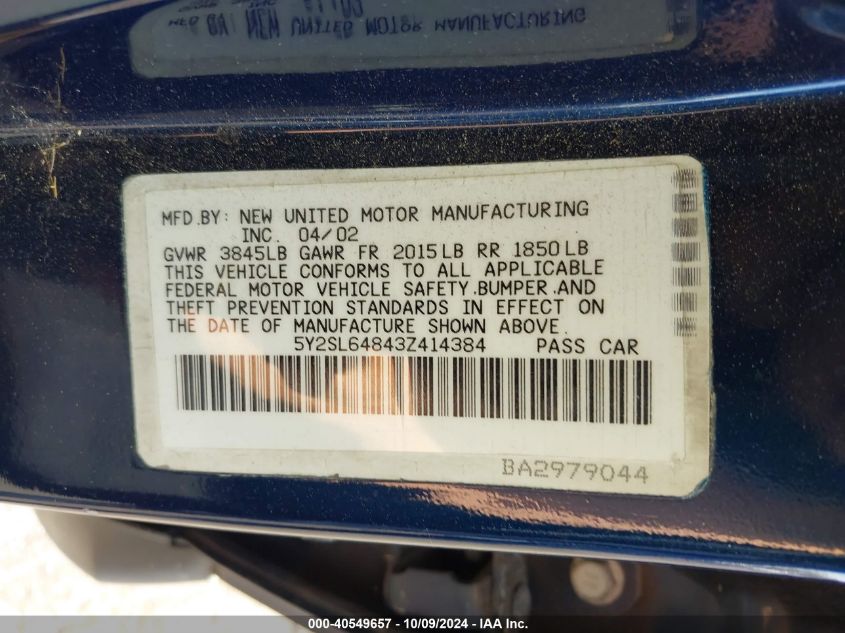 MFD.BY: NEW UNITED MOTOR MANUFACTURING
INC. 04/02
GVWR 3845LB GAWR FR 2015LB RR 1850LB
THIS VEHICLE CONFORMS TO ALL APPLICABLE
FEDERAL MOTOR VEHICLE SAFETY.BUMPER.AND
THEFT PREVENTION STANDARDS IN EFFECT ON
THE DATE OF MANUFACTURE SHOWN ABOVE.
5Y2SL64843Z414384 PASS CAR
BA2979044
000-40549657 - 10/09/2024 - IAA Inc.